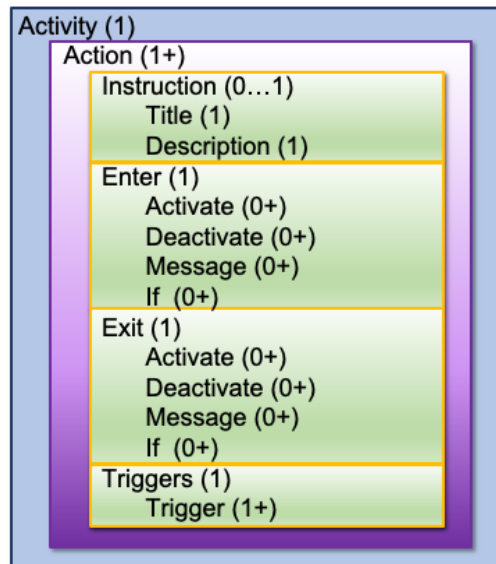 Activity (1)
Action (1+)
Instruction (0…1)
Title (1)
Description (1)
Enter (1)
Activate (0+)
Deactivate (0+)
Message (0+)
If (0+)
Exit (1)
Activate (0+)
Deactivate (0+)
Message (0+)
If (0+)
Triggers (1)
Trigger (1+)